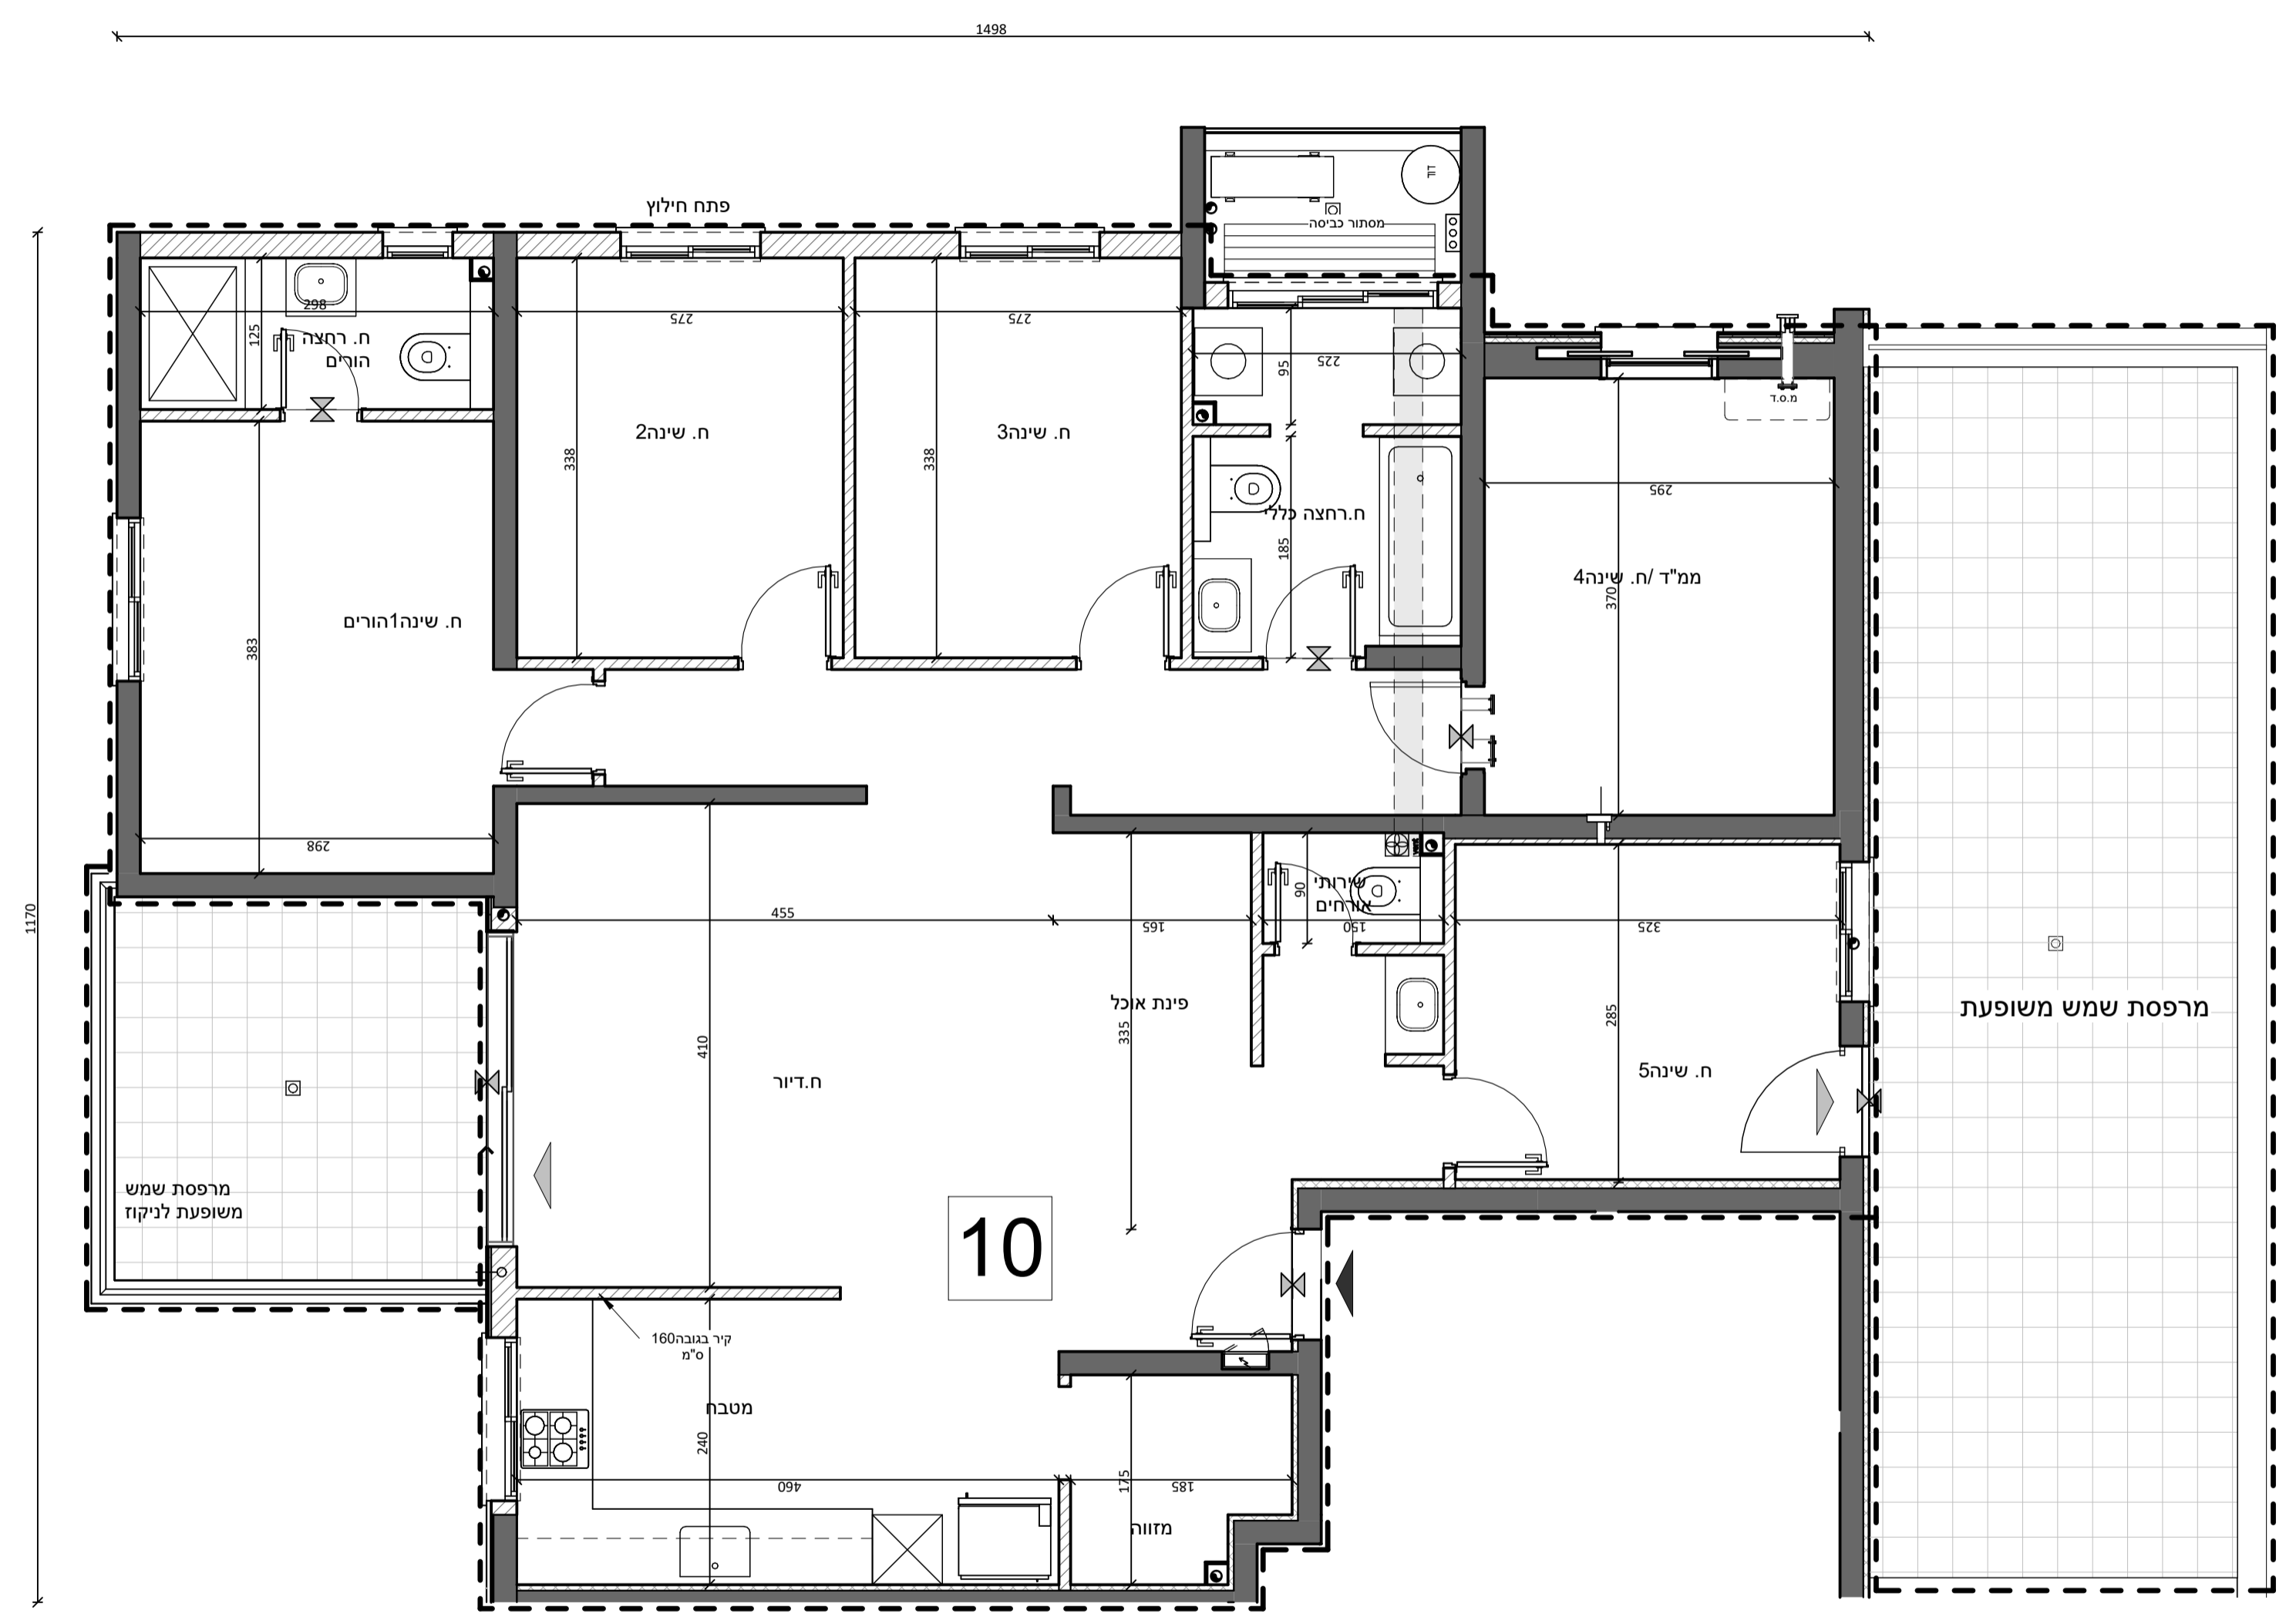 1498
פתח חילוץ
דוד
מסתור כביסה
298
125
ח. רחצה
הורים
275
275
225
95
מ.ס.ד
ח. שינה2
338
ח. שינה3
338
295
ח.רחצה כללי
185
ממ"ד /ח. שינה4
370
ח. שינה1הורים
383
298
1170
455
165
90
שירותי
אורחים
150
325
פינת אוכל
335
285
מרפסת שמש משופעת
410
ח.דיור
ח. שינה5
מרפסת שמש
משופעת לניקוז
10
קיר בגובה160
ס"מ
מטבח
240
460
175
185
מזווה